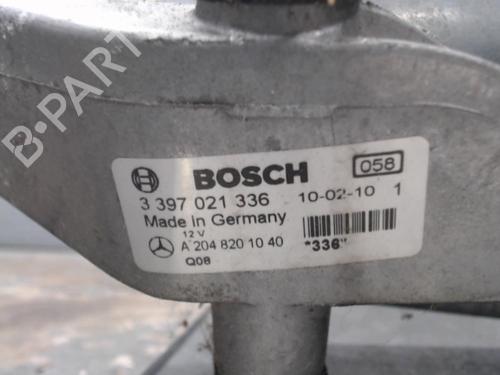 BOSCH 058
3 397 021 336 10-02-10 1
Made in Germany
12 V
A 204 820 10 40 "336"
Q08
B-PARTS